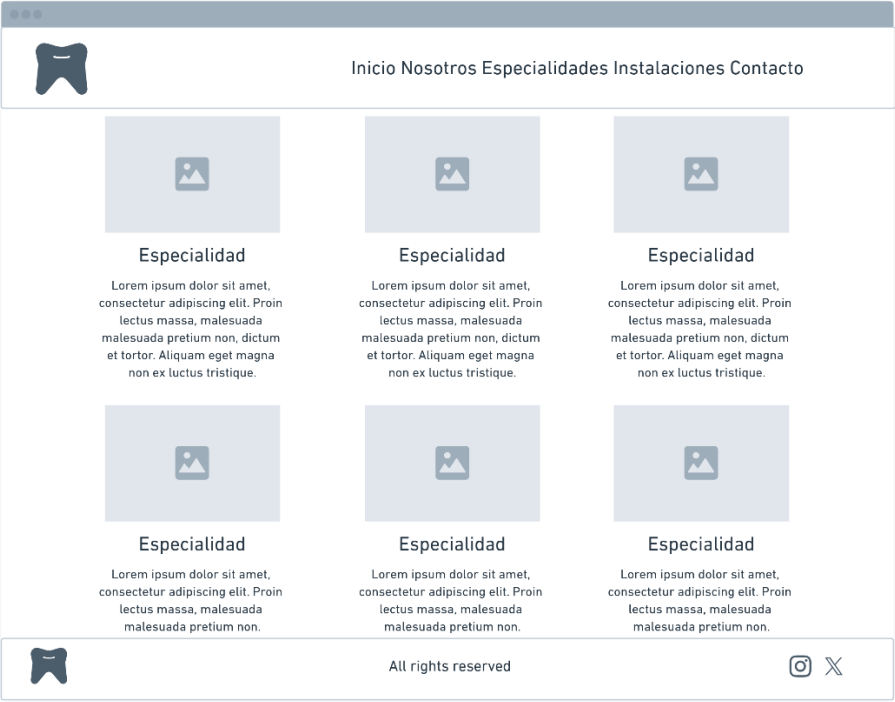 Inicio Nosotros Especialidades Instalaciones Contacto
Especialidad
Lorem ipsum dolor sit amet,
consectetur adipiscing elit. Proin
lectus massa, malesuada
malesuada pretium non, dictum
et tortor. Aliquam eget magna
non ex luctus tristique.
Especialidad
Lorem ipsum dolor sit amet,
consectetur adipiscing elit. Proin
lectus massa, malesuada
malesuada pretium non, dictum
et tortor. Aliquam eget magna
non ex luctus tristique.
Especialidad
Lorem ipsum dolor sit amet,
consectetur adipiscing elit. Proin
lectus massa, malesuada
malesuada pretium non, dictum
et tortor. Aliquam eget magna
non ex luctus tristique.
Especialidad
Lorem ipsum dolor sit amet,
consectetur adipiscing elit. Proin
lectus massa, malesuada
malesuada pretium non.
Especialidad
Lorem ipsum dolor sit amet,
consectetur adipiscing elit. Proin
lectus massa, malesuada
malesuada pretium non.
Especialidad
Lorem ipsum dolor sit amet,
consectetur adipiscing elit. Proin
lectus massa, malesuada
malesuada pretium non.
All rights reserved